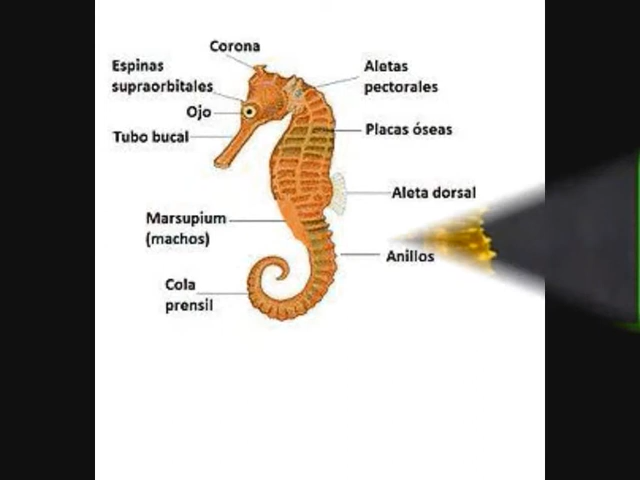 Corona
Espinas
supraorbitales
Aletas
pectorales
Ojo
Placas óseas
Tubo bucal
Aleta dorsal
Marsupium
(machos)
Anillos
Cola
prensil